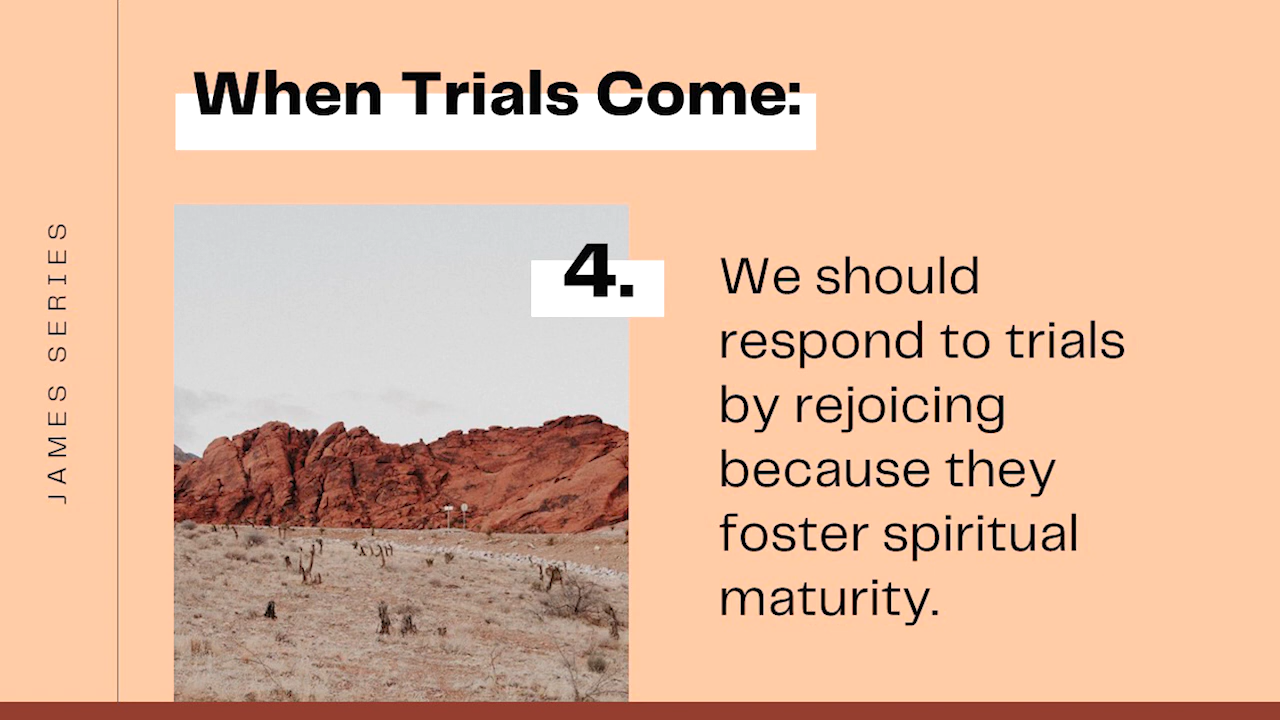 When Trials Come:
JAMES SERIES
4.
We should
respond to trials
by rejoicing
because they
foster spiritual
maturity.